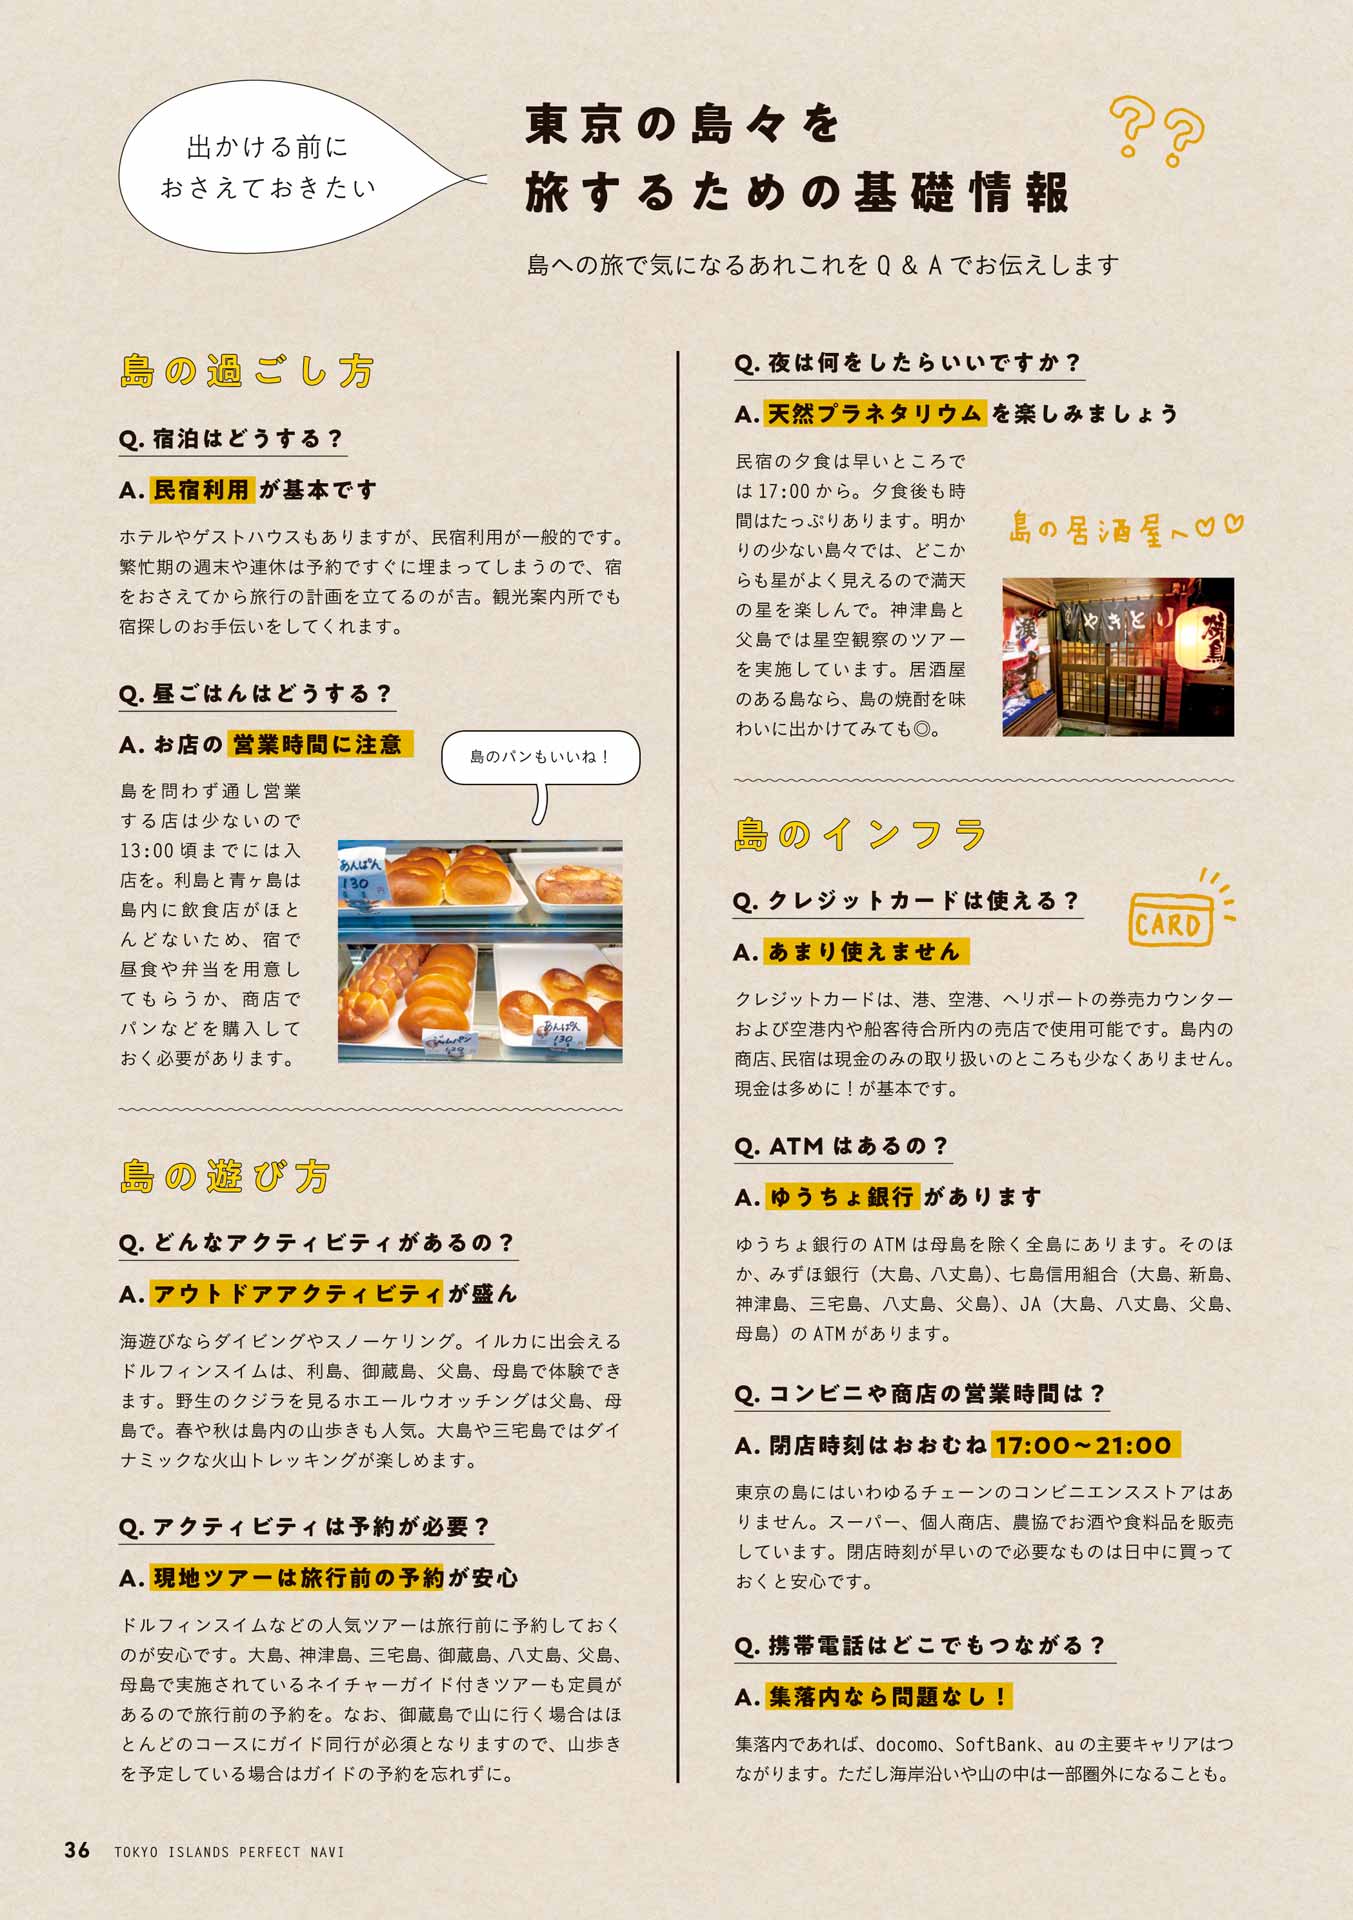 出かける前に
おさえておきたい
東京の島々を
旅するための基礎情報
島への旅で気になるあれこれをQ & Aでお伝えします
島の過ごし方
Q. 宿泊はどうする？
A. 民宿利用が基本です
ホテルやゲストハウスもありますが、民宿利用が一般的です。
繁忙期の週末や連休は予約ですぐに埋まってしまうので、宿
をおさえてから旅行の計画を立てるのが吉。観光案内所でも
宿探しのお手伝いをしてくれます。
Q. 昼ごはんはどうする？
A. お店の営業時間に注意
島のパンもいいね！
島を問わず通し営業
する店は少ないので
13:00頃までには入
店を。利島と青ヶ島は
島内に飲食店がほと
んどないため、宿で
昼食や弁当を用意し
てもらうか、商店で
パンなどを購入して
おく必要があります。
あんぱん
130
ジャムパン
130
あんぱん
130
島の遊び方
Q. どんなアクティビティがあるの？
A. アウトドアアクティビティが盛ん
海遊びならダイビングやスノーケリング。イルカに出会える
ドルフィンスイムは、利島、御蔵島、父島、母島で体験でき
ます。野生のクジラを見るホエールウオッチングは父島、母
島で。春や秋は島内の山歩きも人気。大島や三宅島ではダイ
ナミックな火山トレッキングが楽しめます。
Q. アクティビティは予約が必要？
A. 現地ツアーは旅行前の予約が安心
ドルフィンスイムなどの人気ツアーは旅行前に予約しておく
のが安心です。大島、神津島、三宅島、御蔵島、八丈島、父島、
母島で実施されているネイチャーガイド付きツアーも定員が
あるので旅行前の予約を。なお、御蔵島で山に行く場合はほ
とんどのコースにガイド同行が必須となりますので、山歩き
を予定している場合はガイドの予約を忘れずに。
Q. 夜は何をしたらいいですか？
A. 天然プラネタリウムを楽しみましょう
民宿の夕食は早いところで
は17:00から。夕食後も時
間はたっぷりあります。明か
りの少ない島々では、どこか
らも星がよく見えるので満天
の星を楽しんで。神津島と
父島では星空観察のツアー
を実施しています。居酒屋
のある島なら、島の焼酎を味
わいに出かけてみても◎。
島の居酒屋へ♡♡
やきとり
焼鳥
島のインフラ
Q. クレジットカードは使える？
CARD
A. あまり使えません
クレジットカードは、港、空港、ヘリポートの券売カウンター
および空港内や船客待合所内の売店で使用可能です。島内の
商店、民宿は現金のみの取り扱いのところも少なくありません。
現金は多めに！が基本です。
Q. ATMはあるの？
A. ゆうちょ銀行があります
ゆうちょ銀行のATMは母島を除く全島にあります。そのほ
か、みずほ銀行（大島、八丈島）、七島信用組合（大島、新島、
神津島、三宅島、八丈島、父島）、JA（大島、八丈島、父島、
母島）のATMがあります。
Q. コンビニや商店の営業時間は？
A. 閉店時刻はおおむね17:00〜21:00
東京の島にはいわゆるチェーンのコンビニエンスストアはあ
りません。スーパー、個人商店、農協でお酒や食料品を販売
しています。閉店時刻が早いので必要なものは日中に買って
おくと安心です。
Q. 携帯電話はどこでもつながる？
A. 集落内なら問題なし！
集落内であれば、docomo、SoftBank、auの主要キャリアはつ
ながります。ただし海岸沿いや山の中は一部圏外になることも。
36 TOKYO ISLANDS PERFECT NAVI